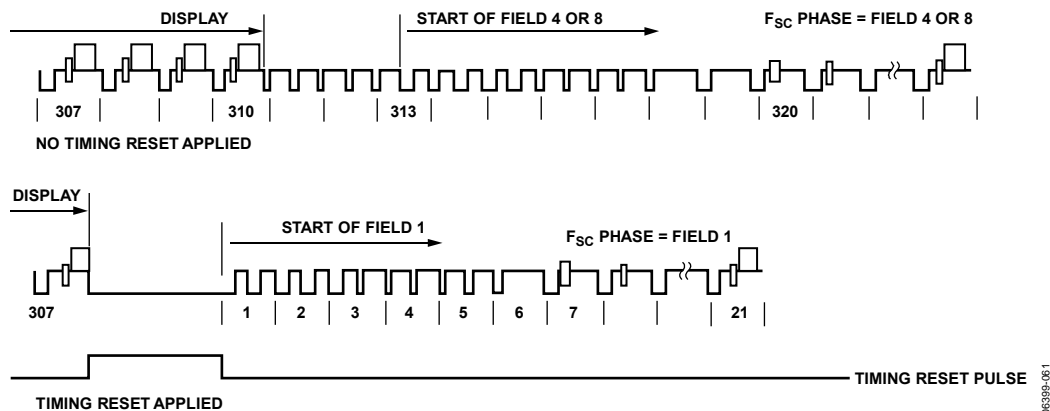 DISPLAY START OF FIELD 4 OR 8 FSC PHASE = FIELD 4 OR 8
307 310 313 320
NO TIMING RESET APPLIED
DISPLAY
START OF FIELD 1 FSC PHASE = FIELD 1
307 1 2 3 4 5 6 7 21
TIMING RESET PULSE
TIMING RESET APPLIED
06399-061